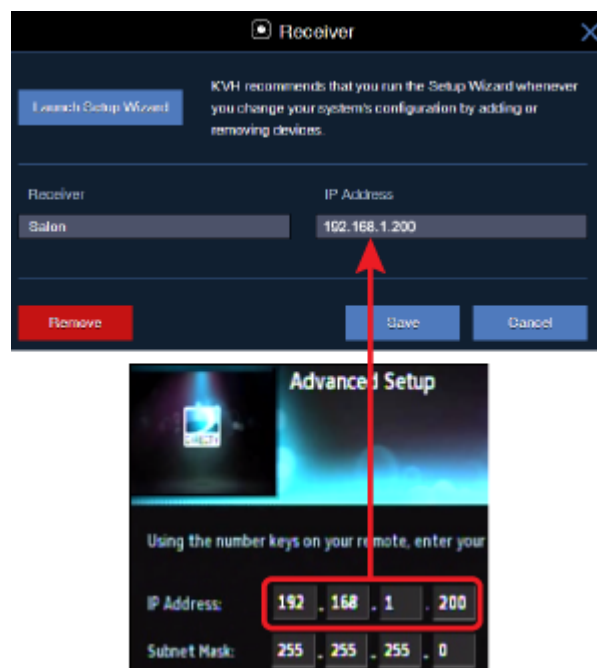 Receiver
KVH recommends that you run the Setup Wizard whenever
Launch Setup Wizard
you change your system's configuration by adding or
removing devices.
Receiver
IP Address
Salon
192.168.1.200
Remove
Save
Cancel
Advanced Setup
DIRECTV
Using the number keys on your remote, enter your
IP Address: 192 . 168 . 1 . 200
Subnet Mask: 255 . 255 . 255 . 0